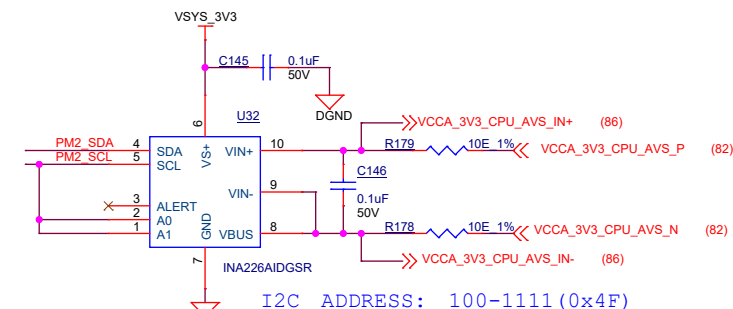 VSYS_3V3
C145
0.1uF
50V
DGND
U32
6
VS+
VCCA_3V3_CPU_AVS_IN+ (86)
PM2_SDA 4 SDA VIN+ 10 R179 10E_1% VCCA_3V3_CPU_AVS_P (82)
PM2_SCL 5 SCL
C146
VIN- 9
0.1uF
50V
3 ALERT
2 A0
1 A1
GND
7
VBUS 8 R178 10E_1% VCCA_3V3_CPU_AVS_N (82)
VCCA_3V3_CPU_AVS_IN- (86)
INA226AIDGSR
I2C ADDRESS: 100-1111(0x4F)